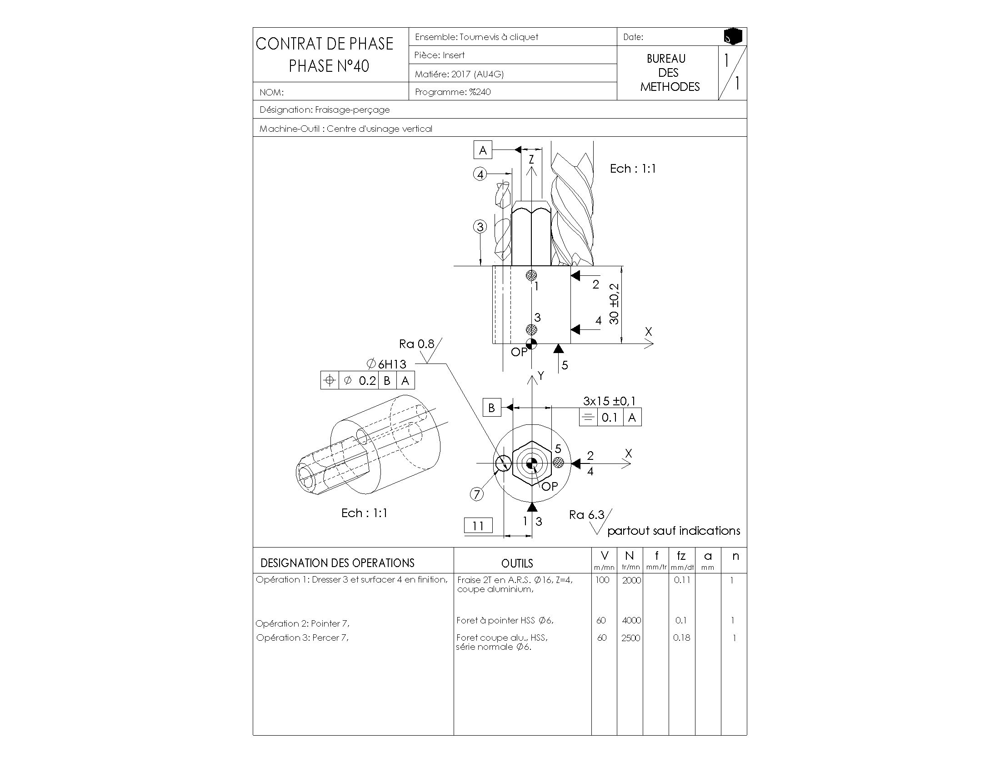 CONTRAT DE PHASE
PHASE Nº40
NOM:
Ensemble: Tournevis à cliquet
Pièce: Insert
Matiére: 2017 (AU4G)
Programme: %240
Date:
BUREAU
DES
METHODES
1
1
Désignation: Fraisage-perçage
Machine-Outil : Centre d'usinage vertical
A
Z
Ech : 1:1
4
3
1
2
3
4
30 ±0,2
X
OP
5
Ra 0.8
6H13
0.2 B A
Y
B
3x15 ±0,1
0.1 A
5
2
X
4
OP
7
Ech : 1:1
11
1 3
Ra 6.3
partout sauf indications
DESIGNATION DES OPERATIONS OUTILS V m/mn N tr/mn f mm/tr fz mm/dt a mm n
Opération 1: Dresser 3 et surfacer 4 en finition, Fraise 2T en A.R.S. Ø16, Z=4, 100 2000 0.11 1
coupe aluminium,
Opération 2: Pointer 7, Foret à pointer HSS Ø6, 60 4000 0.1 1
Opération 3: Percer 7, Foret coupe alu., HSS, 60 2500 0.18 1
série normale Ø6.